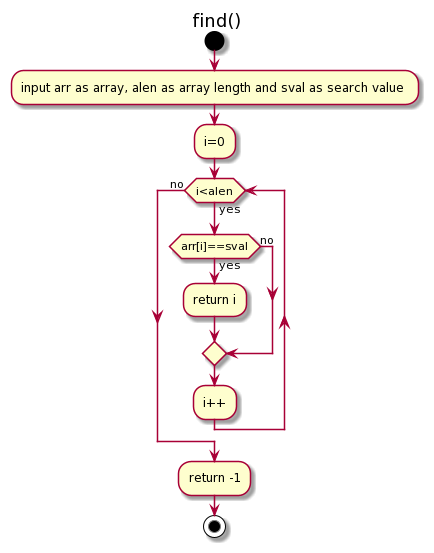 find()
input arr as array, alen as array length and sval as search value
i=0
no
i<alen
yes
arr[i]==sval
no
yes
return i
i++
return -1